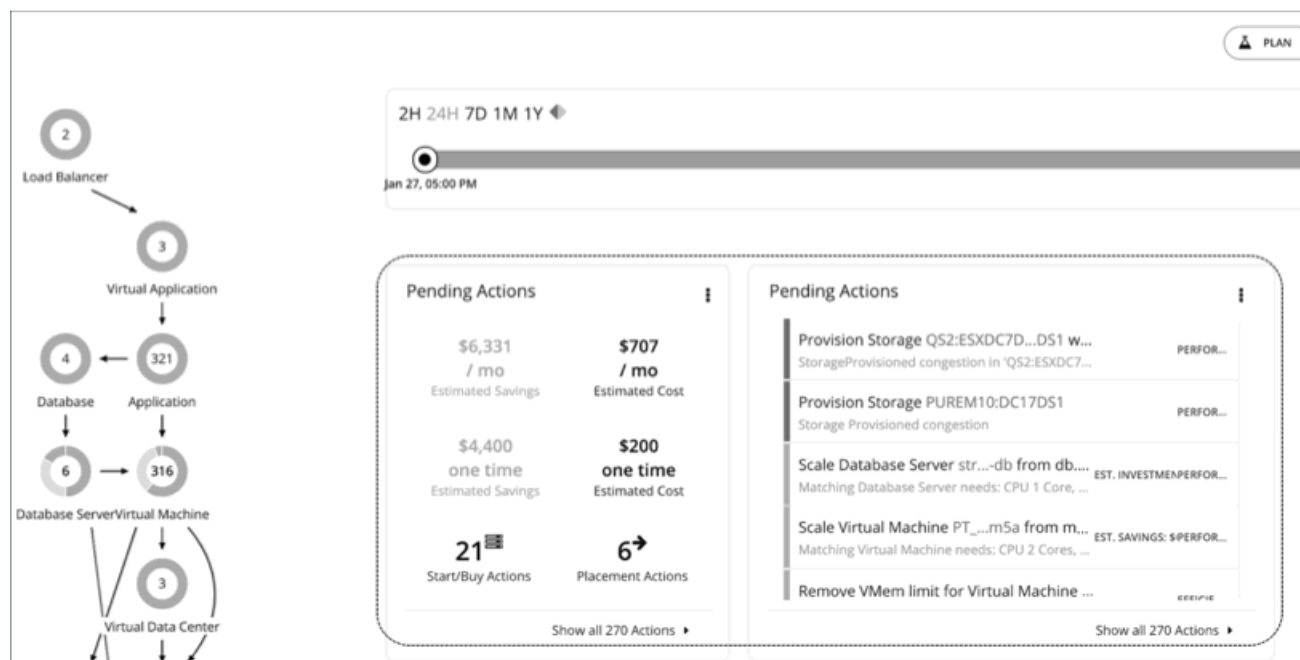 PLAN
2H 24H 7D 1M 1Y
Jan 27, 05:00 PM
2
Load Balancer
3
Virtual Application
4
321
Database
Application
6
316
Database Server
Virtual Machine
3
Virtual Data Center
Pending Actions
$6,331
/ mo
Estimated Savings
$707
/ mo
Estimated Cost
$4,400
one time
Estimated Savings
$200
one time
Estimated Cost
21
Start/Buy Actions
6
Placement Actions
Show all 270 Actions
Pending Actions
Provision Storage QS2:ESXDC7D...DS1 w...
StorageProvisioned congestion in 'QS2:ESXDC7...
PERFOR...
Provision Storage PUREM10:DC17DS1
Storage Provisioned congestion
PERFOR...
Scale Database Server str...-db from db....
Matching Database Server needs: CPU 1 Core, ...
EST. INVESTMEN
PERFOR...
Scale Virtual Machine PT_...m5a from m...
Matching Virtual Machine needs: CPU 2 Cores, ...
EST. SAVINGS: $
PERFOR...
Remove VMem limit for Virtual Machine ...
Show all 270 Actions